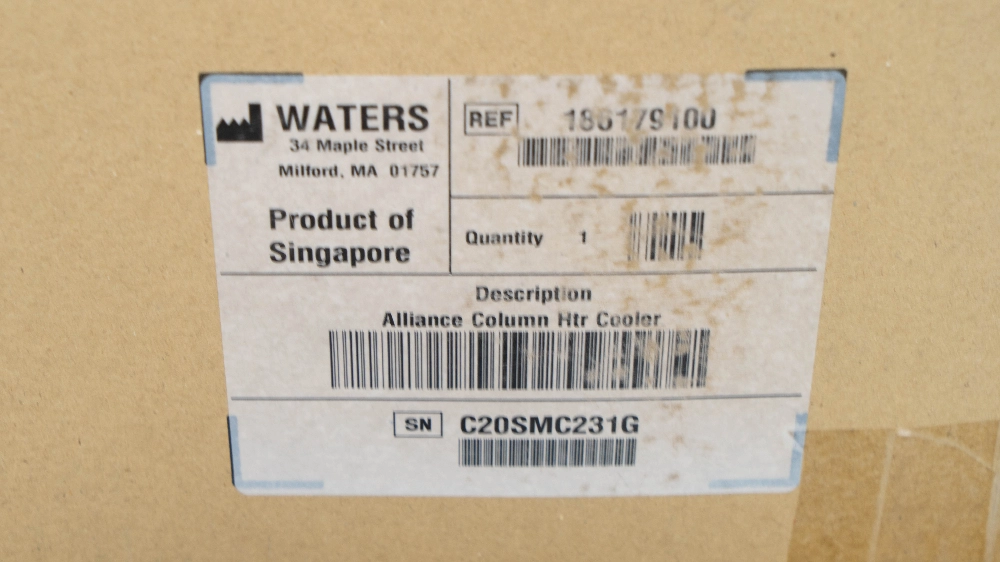 WATERS
34 Maple Street
Milford, MA 01757
Product of
Singapore
REF
Quantity 1
Description
Alliance Column Htr Cooler
SN C20SMC231G